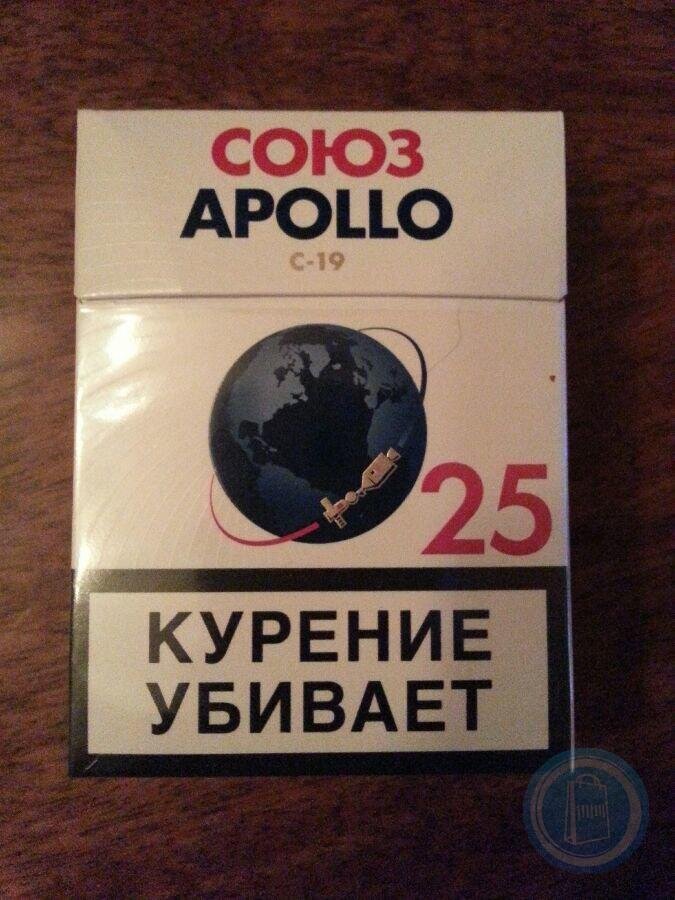 СОЮЗ
APOLLO
С-19
25
КУРЕНИЕ
УБИВАЕТ